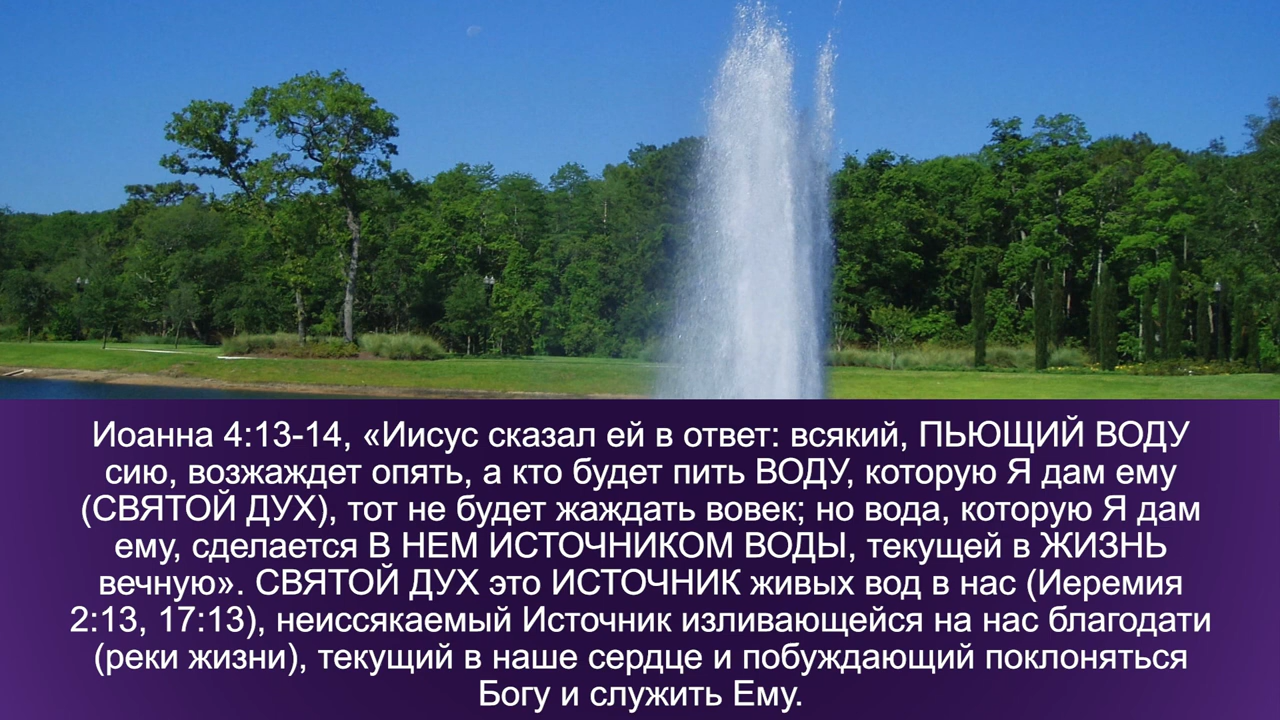 Иоанна 4:13-14, «Иисус сказал ей в ответ: всякий, ПЬЮЩИЙ ВОДУ
сию, возжаждет опять, а кто будет пить ВОДУ, которую Я дам ему
(СВЯТОЙ ДУХ), тот не будет жаждать вовек; но вода, которую Я дам
ему, сделается В НЕМ ИСТОЧНИКОМ ВОДЫ, текущей в ЖИЗНЬ
вечную». СВЯТОЙ ДУХ это ИСТОЧНИК живых вод в нас (Иеремия
2:13, 17:13), неиссякаемый Источник изливающейся на нас благодати
(реки жизни), текущий в наше сердце и побуждающий поклоняться
Богу и служить Ему.